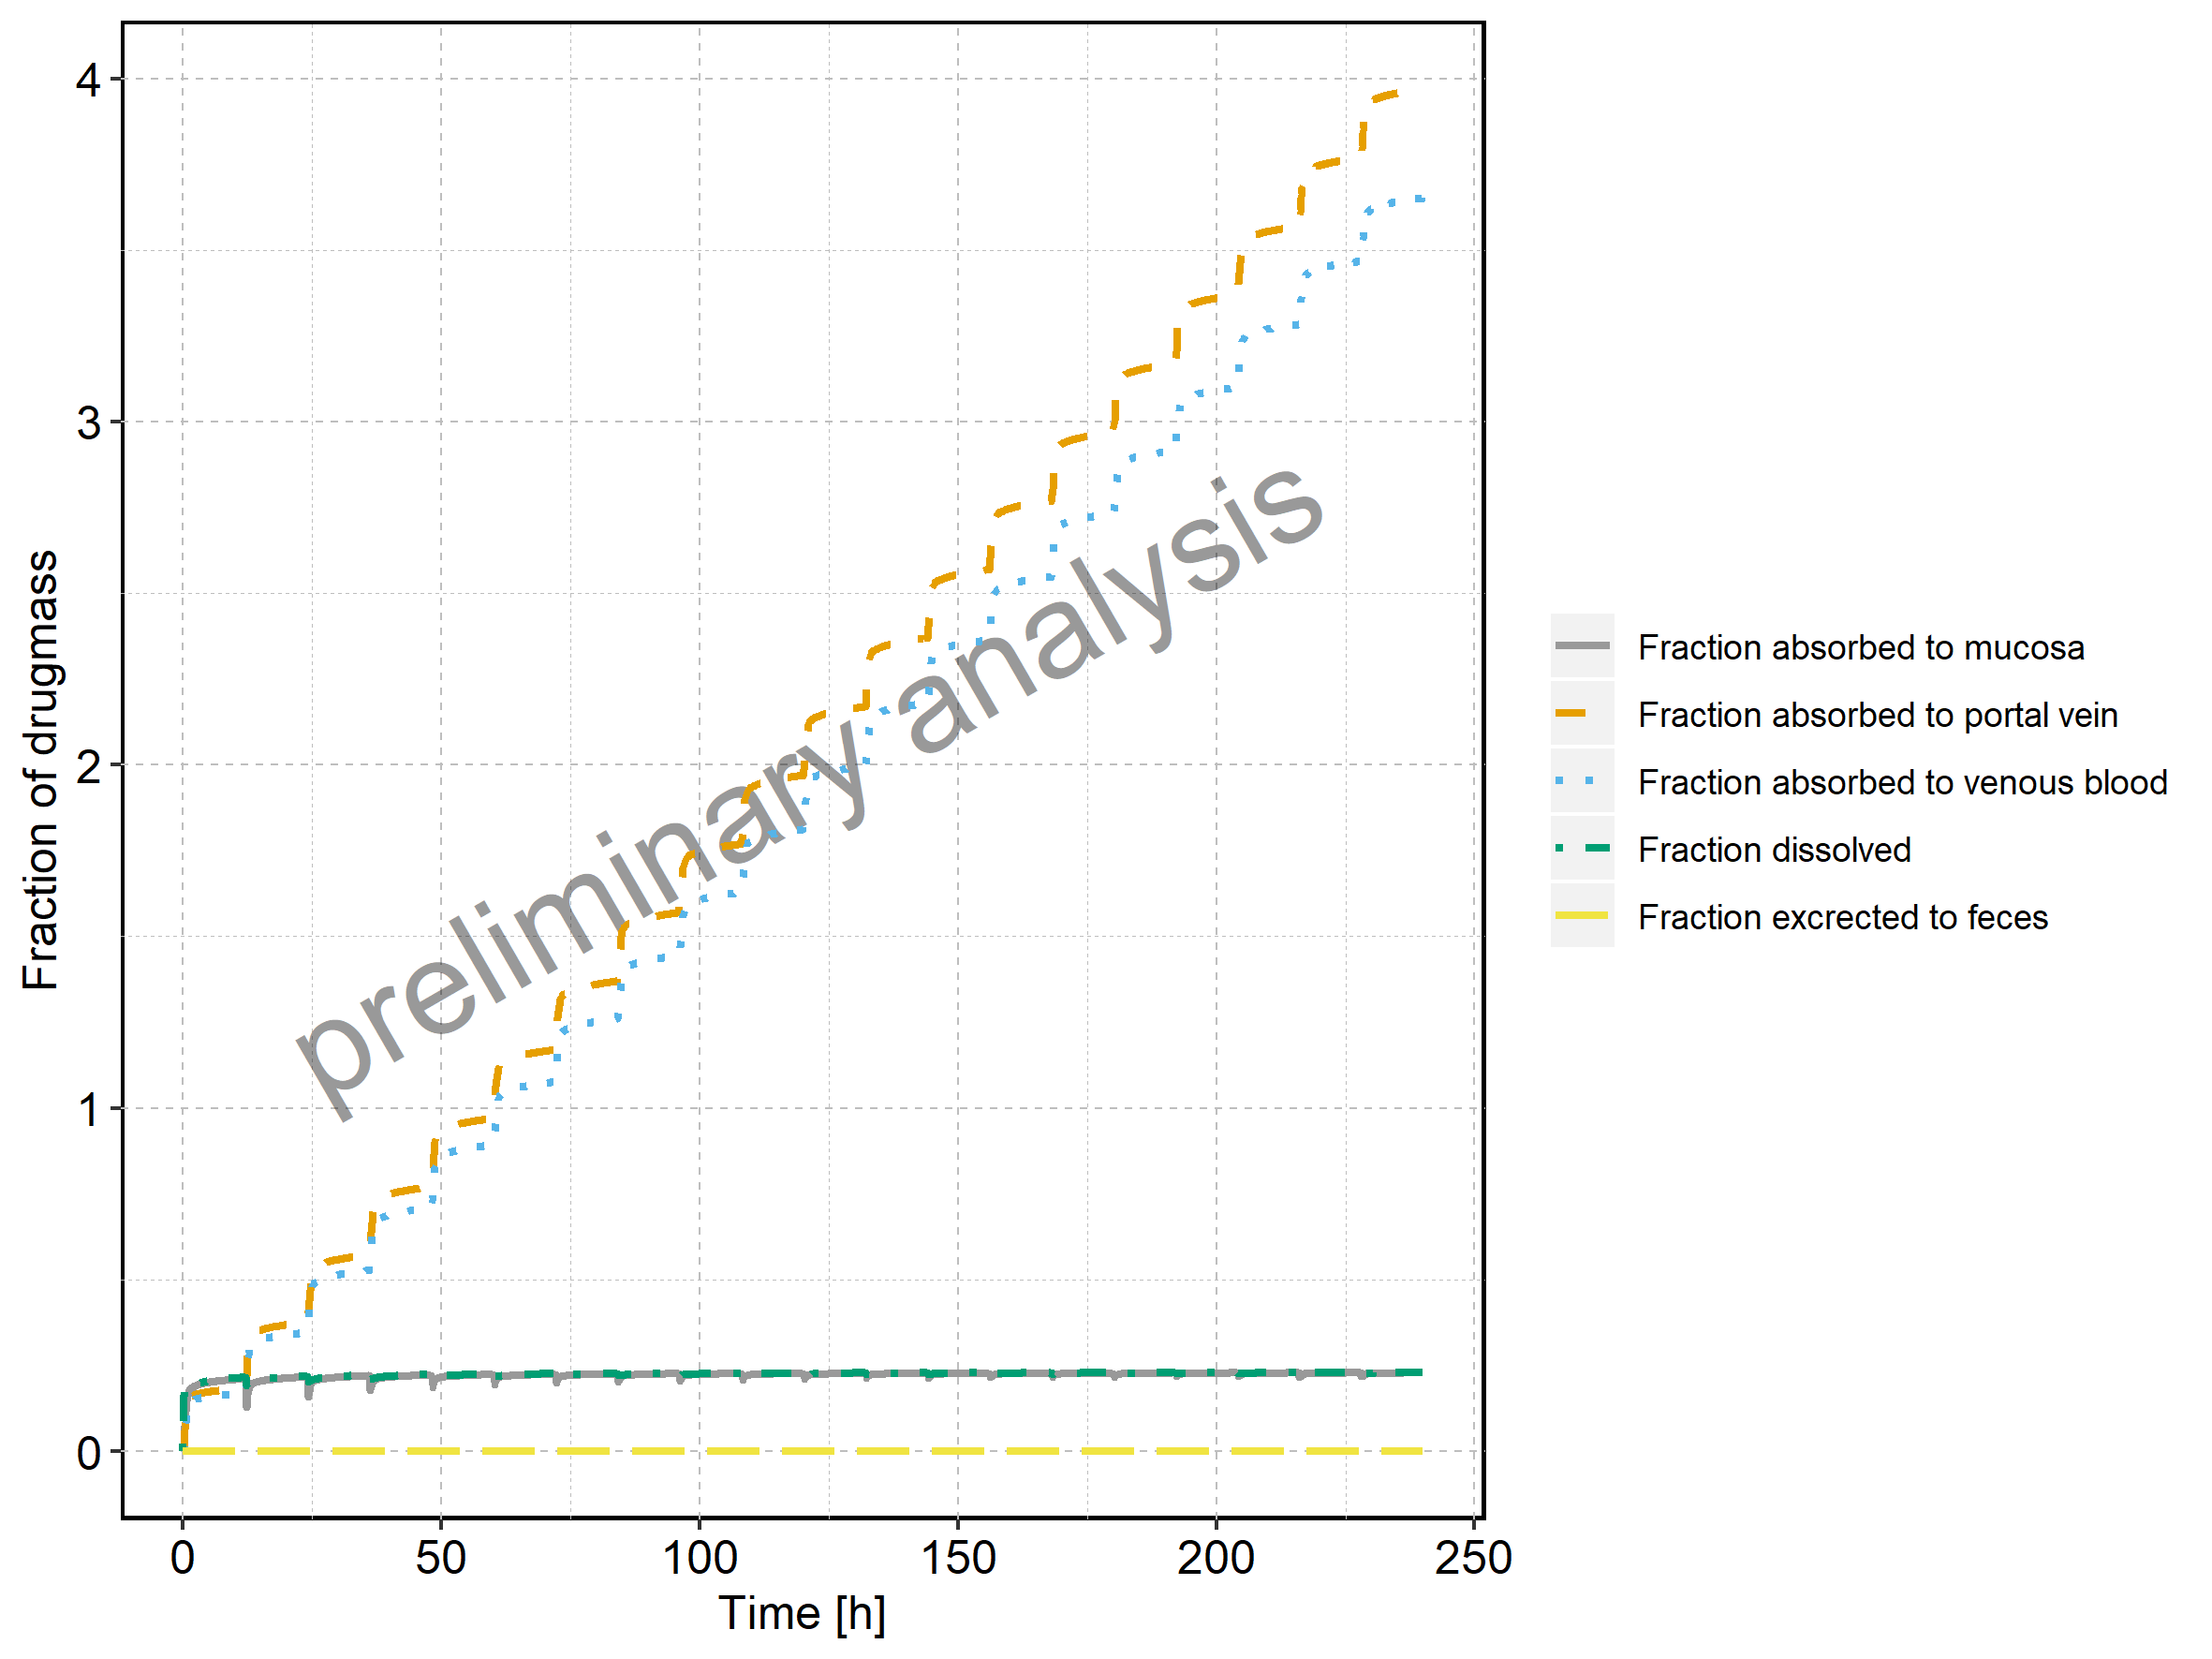 4
3
2
1
0
0
50
100
150
200
250
Time [h]
Fraction of drugmass
preliminary analysis
Fraction absorbed to mucosa
Fraction absorbed to portal vein
Fraction absorbed to venous blood
Fraction dissolved
Fraction excrected to feces